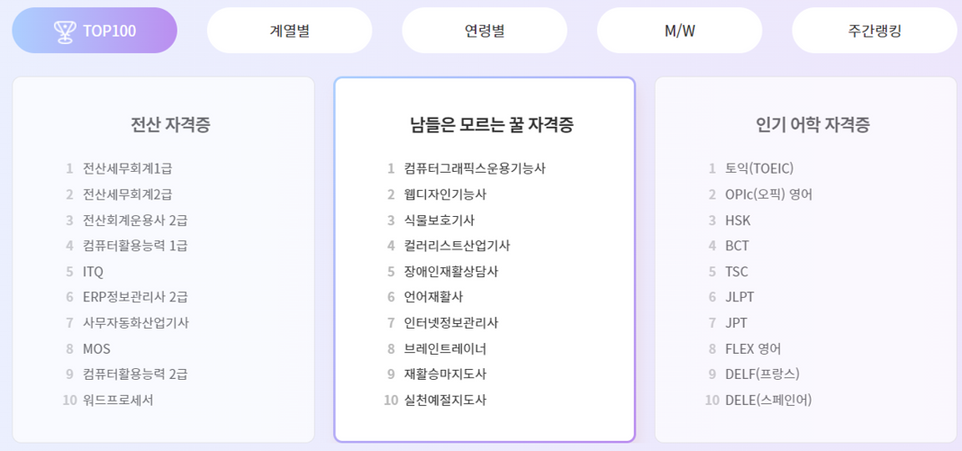 TOP100
계열별
연령별
M/W
주간랭킹
전산 자격증
1 전산세무회계1급
2 전산세무회계2급
3 전산회계운용사 2급
4 컴퓨터활용능력 1급
5 ITQ
6 ERP정보관리사 2급
7 사무자동화산업기사
8 MOS
9 컴퓨터활용능력 2급
10 워드프로세서
남들은 모르는 꿀 자격증
1 컴퓨터그래픽스운용기능사
2 웹디자인기능사
3 식물보호기사
4 컬러리스트산업기사
5 장애인재활상담사
6 언어재활사
7 인터넷정보관리사
8 브레인트레이너
9 재활승마지도사
10 실천예절지도사
인기 어학 자격증
1 토익(TOEIC)
2 OPIc(오픽) 영어
3 HSK
4 BCT
5 TSC
6 JLPT
7 JPT
8 FLEX 영어
9 DELF(프랑스)
10 DELE(스페인어)